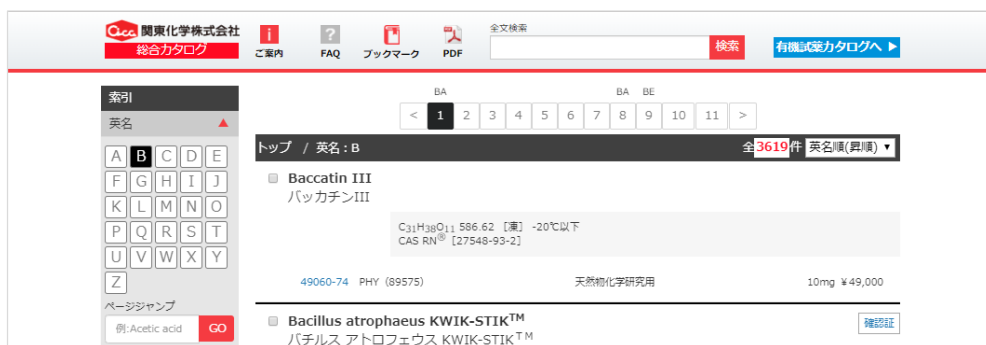 Oca 関東化学株式会社
総合カタログ
ご案内
FAQ
ブックマーク
PDF
全文検索
検索
有機試薬カタログへ ▶
索引
英名 ▲
A B C D E
F G H I J
K L M N O
P Q R S T
U V W X Y
Z
ページジャンプ
例:Acetic acid GO
BA BA BE
< 1 2 3 4 5 6 7 8 9 10 11 >
トップ / 英名 : B 全3619件 英名順(昇順) ▼
Baccatin III
バッカチンIII
C31H38O11 586.62 [凍] -20℃以下
CAS RN® [27548-93-2]
49060-74 PHY (89575) 天然物化学研究用 10mg ¥49,000
Bacillus atrophaeus KWIK-STIK™ 確認証
バチルス アトロフェウス KWIK-STIK™